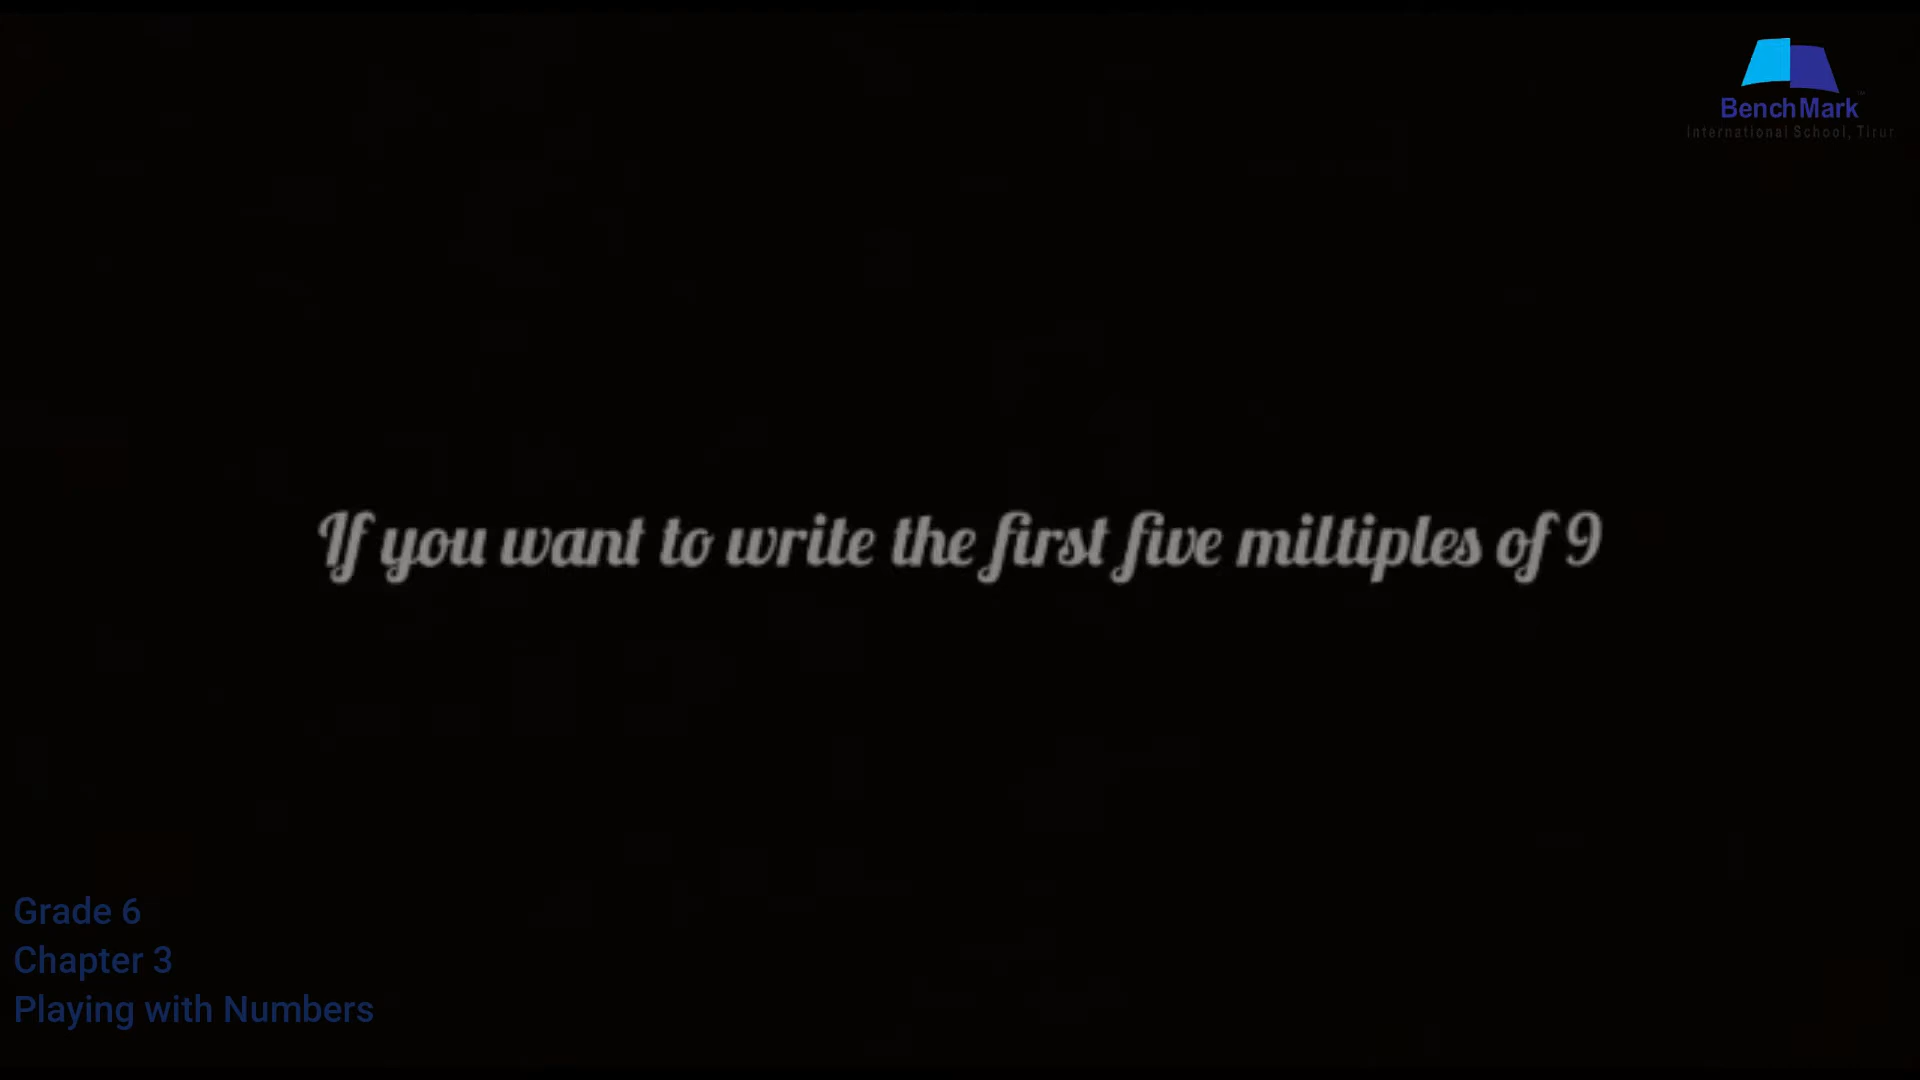 BenchMark
International School, Tirur
If you want to write the first five miltiples of 9
Grade 6
Chapter 3
Playing with Numbers